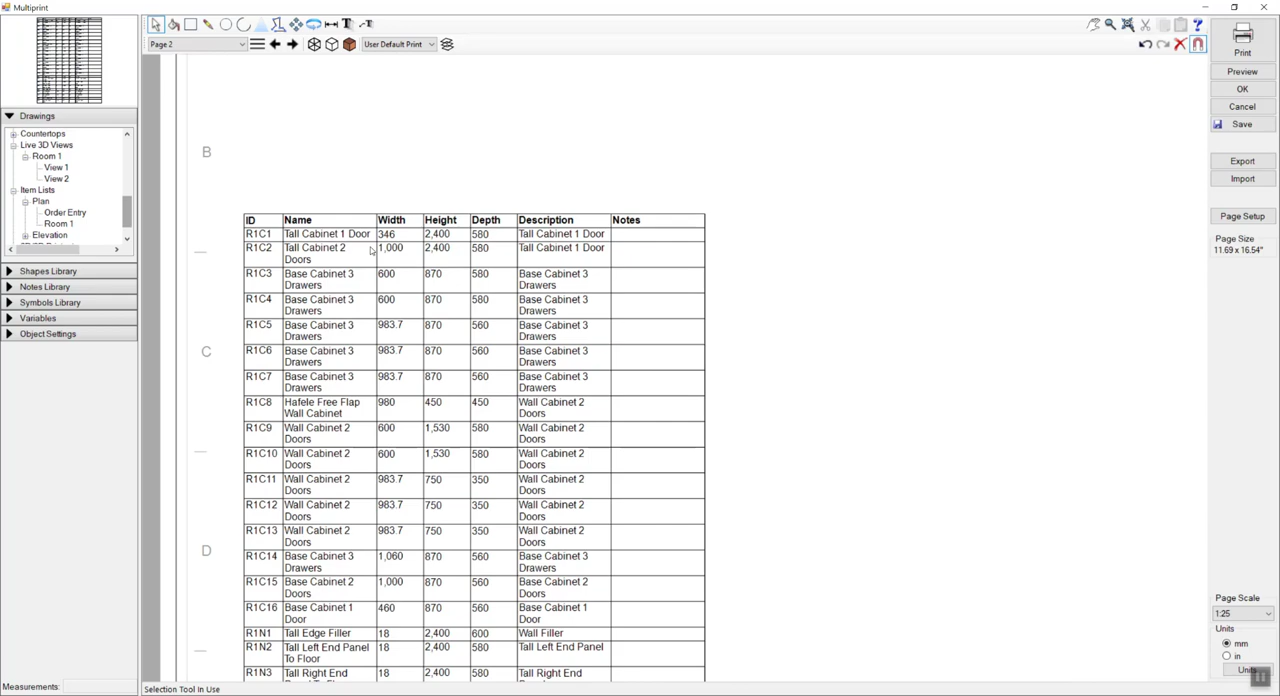 Multiprint
T
T
?
Page 2
User Default Print
Print
Preview
OK
Cancel
Save
Export
Import
Page Setup
Page Size
11.69 x 16.54"
Page Scale
1:25
Units
mm
in
Drawings
Countertops
Live 3D Views
Room 1
View 1
View 2
Item Lists
Plan
Order Entry
Room 1
Elevation
Shapes Library
Notes Library
Symbols Library
Variables
Object Settings
B
C
D
ID Name Width Height Depth Description Notes
R1C1 Tall Cabinet 1 Door 346 2,400 580 Tall Cabinet 1 Door
R1C2 Tall Cabinet 2 1,000 2,400 580 Tall Cabinet 1 Door
Doors
R1C3 Base Cabinet 3 600 870 580 Base Cabinet 3
Drawers Drawers
R1C4 Base Cabinet 3 600 870 580 Base Cabinet 3
Drawers Drawers
R1C5 Base Cabinet 3 983.7 870 560 Base Cabinet 3
Drawers Drawers
R1C6 Base Cabinet 3 983.7 870 560 Base Cabinet 3
Drawers Drawers
R1C7 Base Cabinet 3 983.7 870 560 Base Cabinet 3
Drawers Drawers
R1C8 Hafele Free Flap 980 450 450 Wall Cabinet 2
Wall Cabinet Doors
R1C9 Wall Cabinet 2 600 1,530 580 Wall Cabinet 2
Doors Doors
R1C10 Wall Cabinet 2 600 1,530 580 Wall Cabinet 2
Doors Doors
R1C11 Wall Cabinet 2 983.7 750 350 Wall Cabinet 2
Doors Doors
R1C12 Wall Cabinet 2 983.7 750 350 Wall Cabinet 2
Doors Doors
R1C13 Wall Cabinet 2 983.7 750 350 Wall Cabinet 2
Doors Doors
R1C14 Base Cabinet 3 1,060 870 560 Base Cabinet 3
Drawers Drawers
R1C15 Base Cabinet 2 1,000 870 560 Base Cabinet 2
Doors Doors
R1C16 Base Cabinet 1 460 870 560 Base Cabinet 1
Door Door
R1N1 Tall Edge Filler 18 2,400 600 Wall Filler
R1N2 Tall Left End Panel 18 2,400 580 Tall Left End Panel
To Floor
R1N3 Tall Right End 18 2,400 580 Tall Right End
Measurements:
Selection Tool in Use